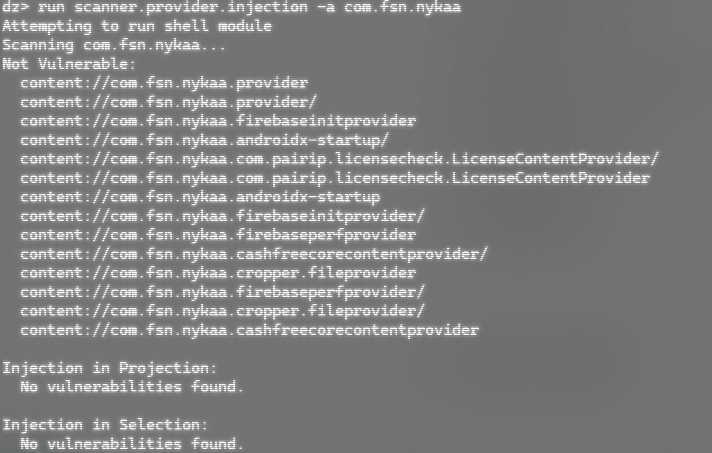 dz> run scanner.provider.injection -a com.fsn.nykaa
Attempting to run shell module
Scanning com.fsn.nykaa...
Not Vulnerable:
content://com.fsn.nykaa.provider
content://com.fsn.nykaa.provider/
content://com.fsn.nykaa.firebaseinitprovider
content://com.fsn.nykaa.androidx-startup/
content://com.fsn.nykaa.com.pairip.licensecheck.LicenseContentProvider/
content://com.fsn.nykaa.com.pairip.licensecheck.LicenseContentProvider
content://com.fsn.nykaa.androidx-startup
content://com.fsn.nykaa.firebaseinitprovider/
content://com.fsn.nykaa.firebaseperfprovider
content://com.fsn.nykaa.cashfreecorecontentprovider/
content://com.fsn.nykaa.cropper.fileprovider
content://com.fsn.nykaa.firebaseperfprovider/
content://com.fsn.nykaa.cropper.fileprovider/
content://com.fsn.nykaa.cashfreecorecontentprovider
Injection in Projection:
No vulnerabilities found.
Injection in Selection:
No vulnerabilities found.